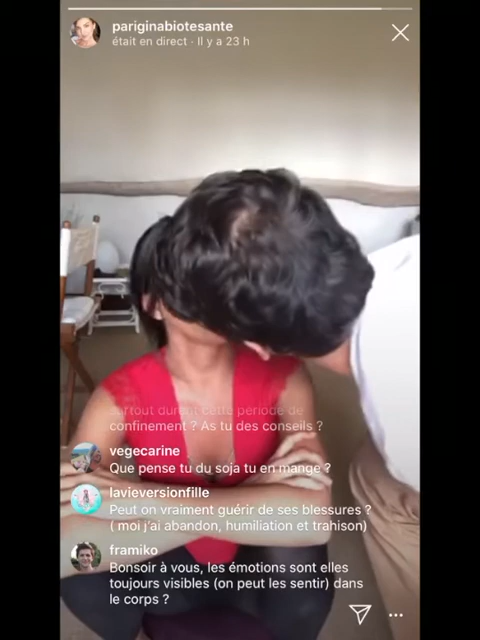 pariginabiotesante
était en direct · Il y a 23 h
surtout durant cette période de
confinement ? As tu des conseils ?
vegecarine
Que pense tu du soja tu en mange ?
lavieversionfille
Peut on vraiment guérir de ses blessures ?
( moi j'ai abandon, humiliation et trahison)
framiko
Bonsoir à vous, les émotions sont elles
toujours visibles (on peut les sentir) dans
le corps ?